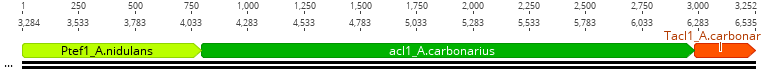 1 250 500 750 1,000 1,250 1,500 1,750 2,000 2,250 2,500 2,750 3,000 3,252
3,284 3,533 3,783 4,033 4,283 4,533 4,783 5,033 5,283 5,533 5,783 6,033 6,283 6,535
Tacl1_A.carbonar
Ptef1_A.nidulans acl1_A.carbonarius
...